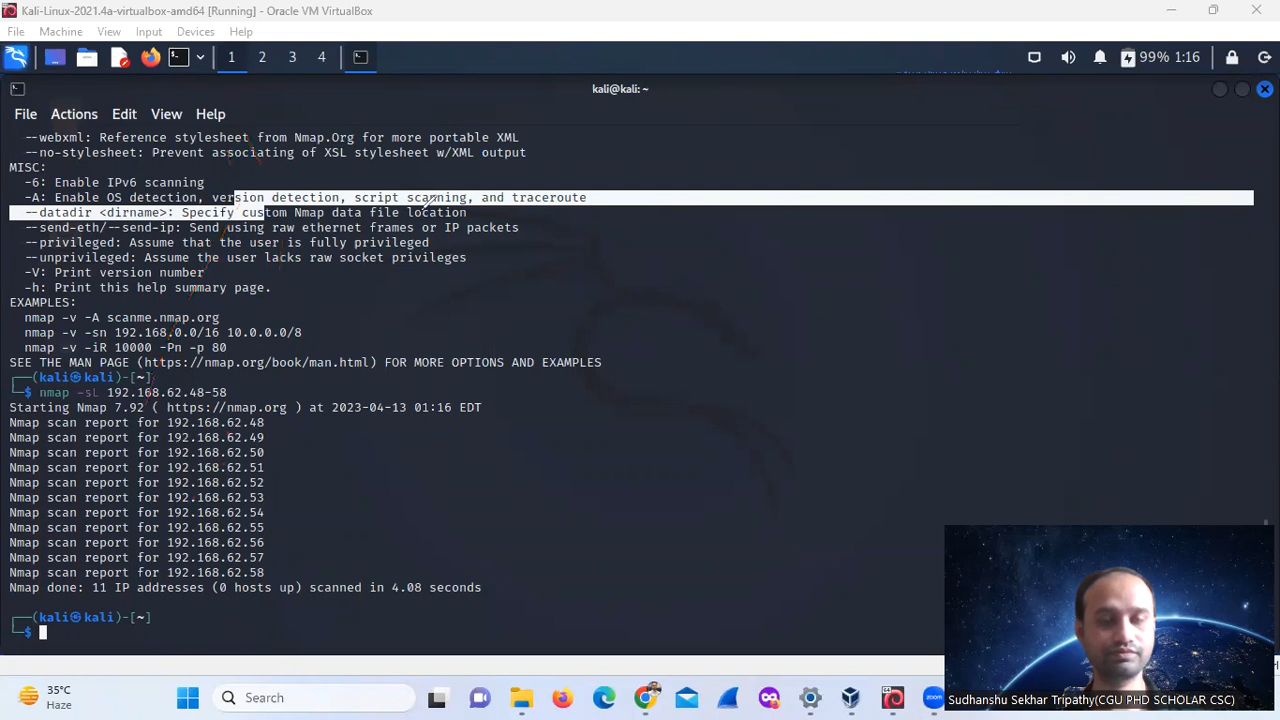 Kali-Linux-2021.4a-virtualbox-amd64 [Running] - Oracle VM VirtualBox
File Machine View Input Devices Help
1 2 3 4 99% 1:16
kali@kali: ~
File Actions Edit View Help
--webxml: Reference stylesheet from Nmap.Org for more portable XML
--no-stylesheet: Prevent associating of XSL stylesheet w/XML output
MISC:
-6: Enable IPv6 scanning
-A: Enable OS detection, version detection, script scanning, and traceroute
--datadir <dirname>: Specify custom Nmap data file location
--send-eth/--send-ip: Send using raw ethernet frames or IP packets
--privileged: Assume that the user is fully privileged
--unprivileged: Assume the user lacks raw socket privileges
-V: Print version number
-h: Print this help summary page.
EXAMPLES:
nmap -v -A scanme.nmap.org
nmap -v -sn 192.168.0.0/16 10.0.0.0/8
nmap -v -iR 10000 -Pn -p 80
SEE THE MAN PAGE (https://nmap.org/book/man.html) FOR MORE OPTIONS AND EXAMPLES
┌──(kali㉿kali)-[~]
└─$ nmap -sL 192.168.62.48-58
Starting Nmap 7.92 ( https://nmap.org ) at 2023-04-13 01:16 EDT
Nmap scan report for 192.168.62.48
Nmap scan report for 192.168.62.49
Nmap scan report for 192.168.62.50
Nmap scan report for 192.168.62.51
Nmap scan report for 192.168.62.52
Nmap scan report for 192.168.62.53
Nmap scan report for 192.168.62.54
Nmap scan report for 192.168.62.55
Nmap scan report for 192.168.62.56
Nmap scan report for 192.168.62.57
Nmap scan report for 192.168.62.58
Nmap done: 11 IP addresses (0 hosts up) scanned in 4.08 seconds
┌──(kali㉿kali)-[~]
└─$
35°C
Haze
Search
Sudhanshu Sekhar Tripathy(CGU PHD SCHOLAR CSC)